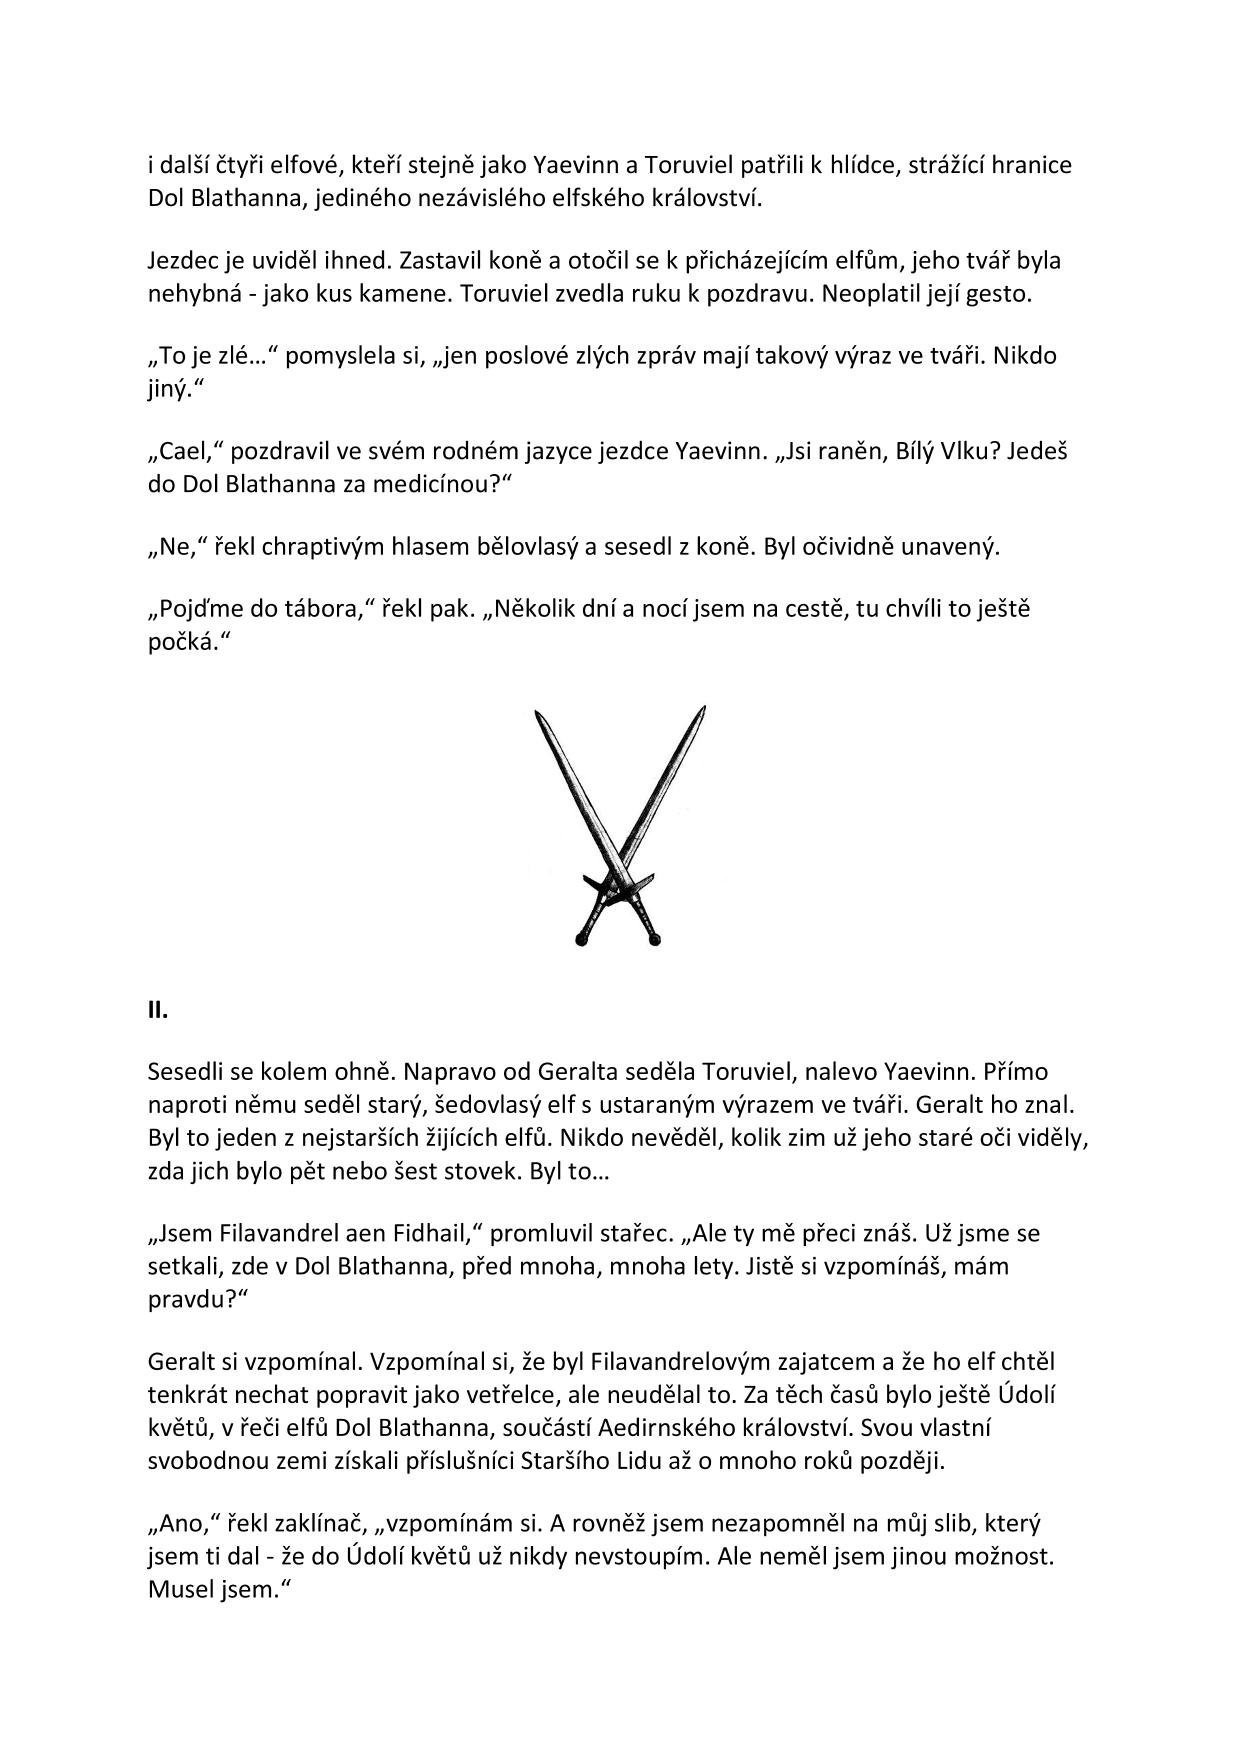 i další čtyři elfové, kteří stejně jako Yaevinn a Toruviel patřili k hlídce, strážící hranice
Dol Blathanna, jediného nezávislého elfského království.
Jezdec je uviděl ihned. Zastavil koně a otočil se k přicházejícím elfům, jeho tvář byla
nehybná - jako kus kamene. Toruviel zvedla ruku k pozdravu. Neoplatil její gesto.
„To je zlé…“ pomyslela si, „jen poslové zlých zpráv mají takový výraz ve tváři. Nikdo
jiný.“
„Cael,“ pozdravil ve svém rodném jazyce jezdce Yaevinn. „Jsi raněn, Bílý Vlku? Jedeš
do Dol Blathanna za medicínou?“
„Ne,“ řekl chraptivým hlasem bělovlasý a sesedl z koně. Byl očividně unavený.
„Pojďme do tábora,“ řekl pak. „Několik dní a nocí jsem na cestě, tu chvíli to ještě
počká.“
II.
Sesedli se kolem ohně. Napravo od Geralta seděla Toruviel, nalevo Yaevinn. Přímo
naproti němu seděl starý, šedovlasý elf s ustaraným výrazem ve tváři. Geralt ho znal.
Byl to jeden z nejstarších žijících elfů. Nikdo nevěděl, kolik zim už jeho staré oči viděly,
zda jich bylo pět nebo šest stovek. Byl to…
„Jsem Filavandrel aen Fidhail,“ promluvil stařec. „Ale ty mě přeci znáš. Už jsme se
setkali, zde v Dol Blathanna, před mnoha, mnoha lety. Jistě si vzpomínáš, mám
pravdu?“
Geralt si vzpomínal. Vzpomínal si, že byl Filavandrelovým zajatcem a že ho elf chtěl
tenkrát nechat popravit jako vetřelce, ale neudělal to. Za těch časů bylo ještě Údolí
květů, v řeči elfů Dol Blathanna, součástí Aedirnského království. Svou vlastní
svobodnou zemi získali příslušníci Staršího Lidu až o mnoho roků později.
„Ano,“ řekl zaklínač, „vzpomínám si. A rovněž jsem nezapomněl na můj slib, který
jsem ti dal - že do Údolí květů už nikdy nevstoupím. Ale neměl jsem jinou možnost.
Musel jsem.“